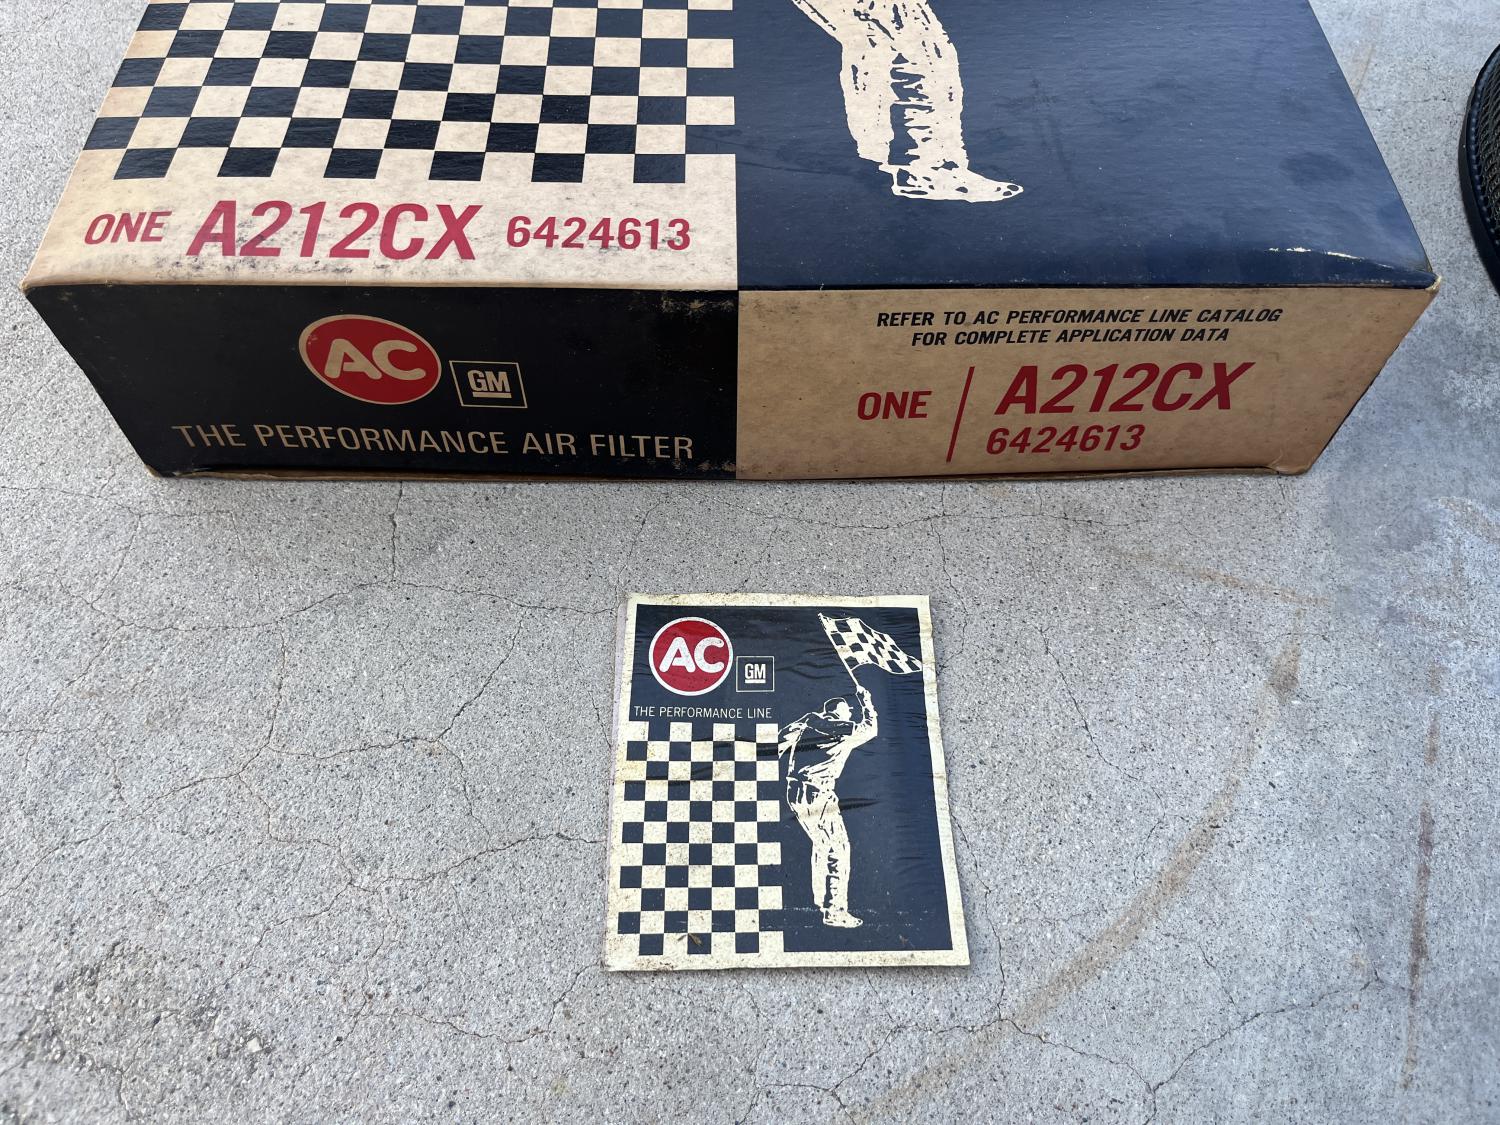 ONE A212CX 6424613
AC GM
THE PERFORMANCE AIR FILTER
REFER TO AC PERFORMANCE LINE CATALOG
FOR COMPLETE APPLICATION DATA
ONE A212CX
6424613
AC GM
THE PERFORMANCE LINE